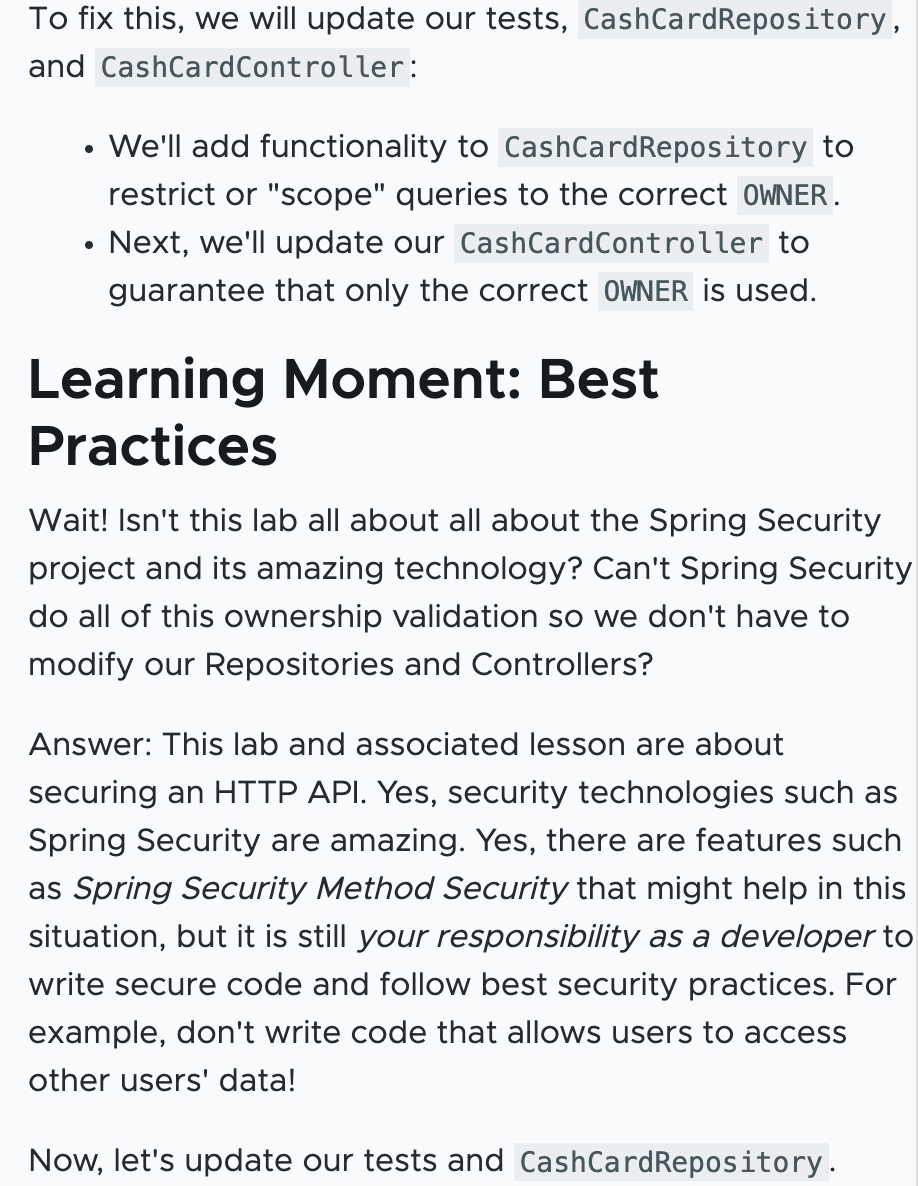 To fix this, we will update our tests, CashCardRepository,
and CashCardController:
• We'll add functionality to CashCardRepository to
restrict or "scope" queries to the correct OWNER.
• Next, we'll update our CashCardController to
guarantee that only the correct OWNER is used.
Learning Moment: Best
Practices
Wait! Isn't this lab all about all about the Spring Security
project and its amazing technology? Can't Spring Security
do all of this ownership validation so we don't have to
modify our Repositories and Controllers?
Answer: This lab and associated lesson are about
securing an HTTP API. Yes, security technologies such as
Spring Security are amazing. Yes, there are features such
as Spring Security Method Security that might help in this
situation, but it is still your responsibility as a developer to
write secure code and follow best security practices. For
example, don't write code that allows users to access
other users' data!
Now, let's update our tests and CashCardRepository.